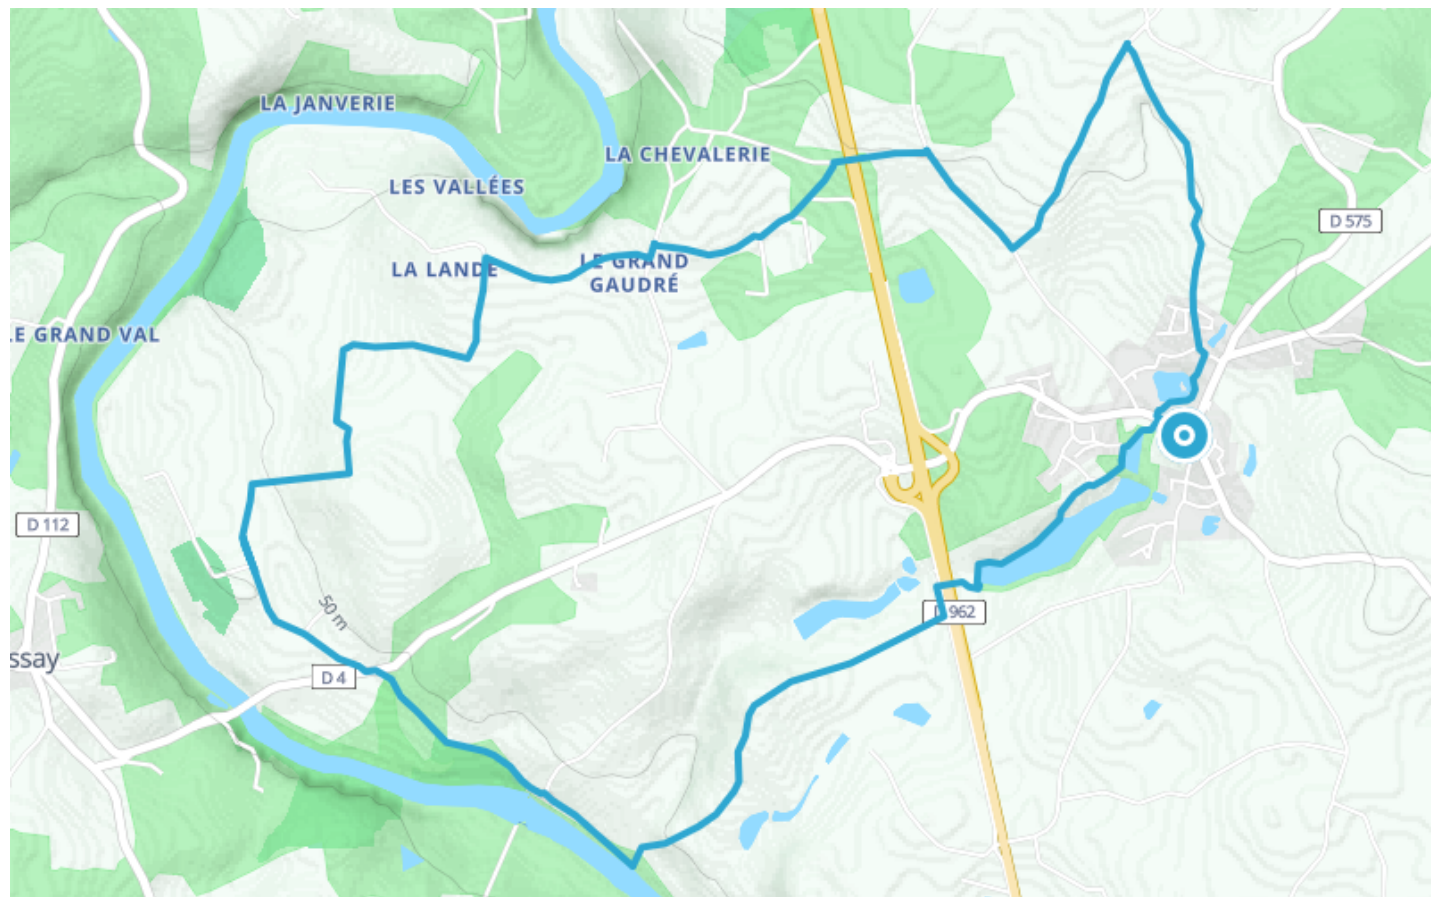 LA JANVERIE
LA CHEVALERIE
LES VALLÉES
D 575
LA LANDE
LE GRAND
GAUDRÉ
E GRAND VAL
D 112
50 m
962
ssay
D 4